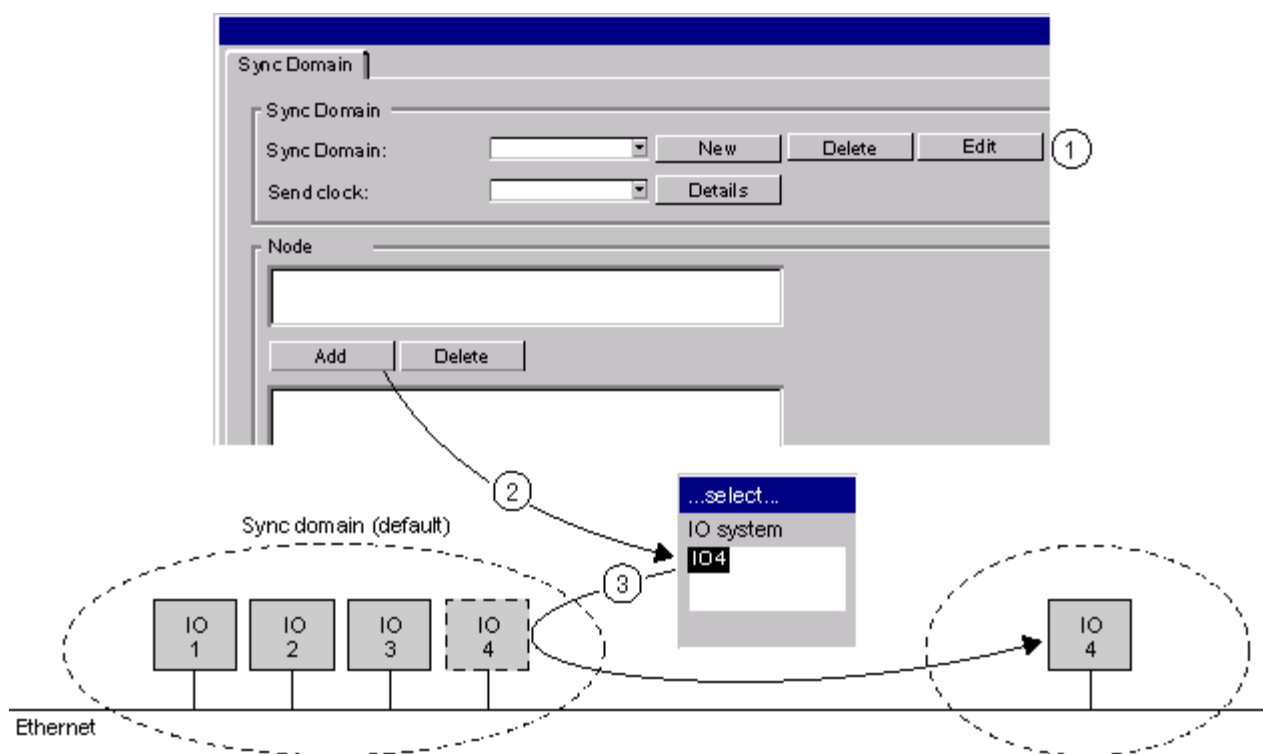 Sync Domain
Sync Domain
Sync Domain: New Delete Edit 1
Send clock: Details
Node
Add Delete
2
...select...
IO system
IO4
3
Sync domain (default)
IO 1
IO 2
IO 3
IO 4
IO 4
Ethernet